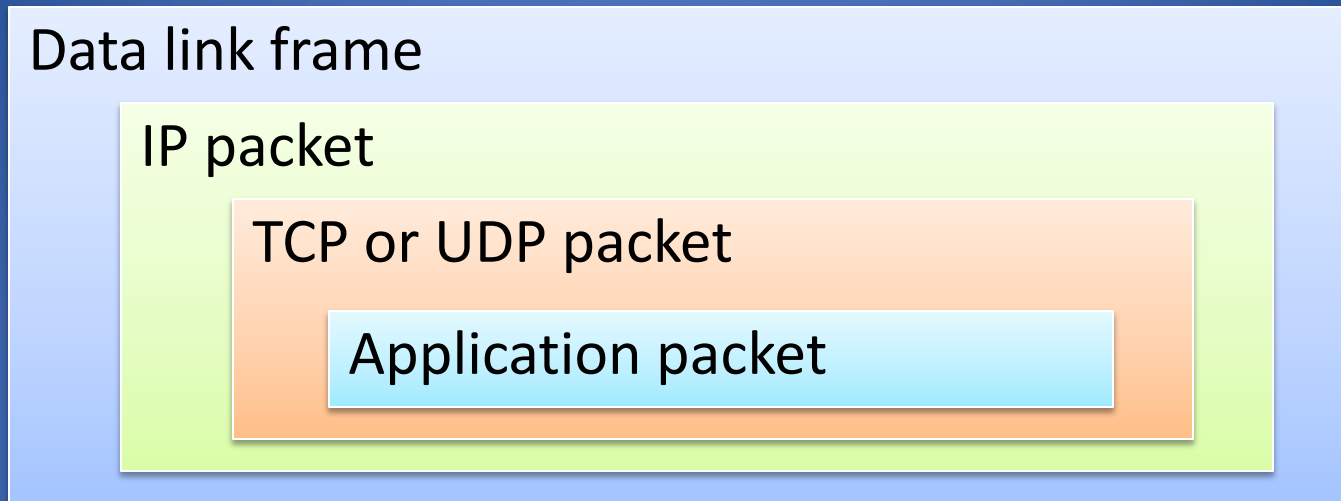 Data link frame
IP packet
TCP or UDP packet
Application packet